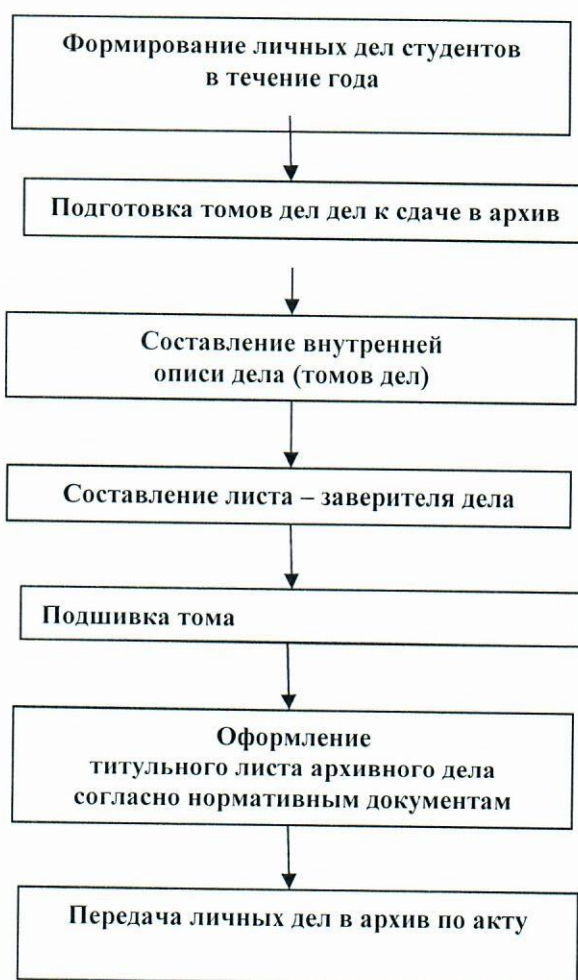 Формирование личных дел студентов
в течение года
Подготовка томов дел дел к сдаче в архив
Составление внутренней
описи дела (томов дел)
Составление листа – заверителя дела
Подшивка тома
Оформление
титульного листа архивного дела
согласно нормативным документам
Передача личных дел в архив по акту